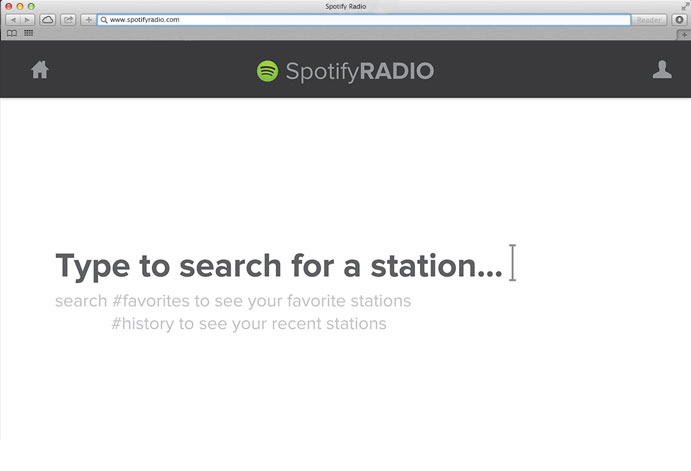 Spotify Radio
www.spotifyradio.com
Reader
SpotifyRADIO
Type to search for a station...
search #favorites to see your favorite stations
#history to see your recent stations